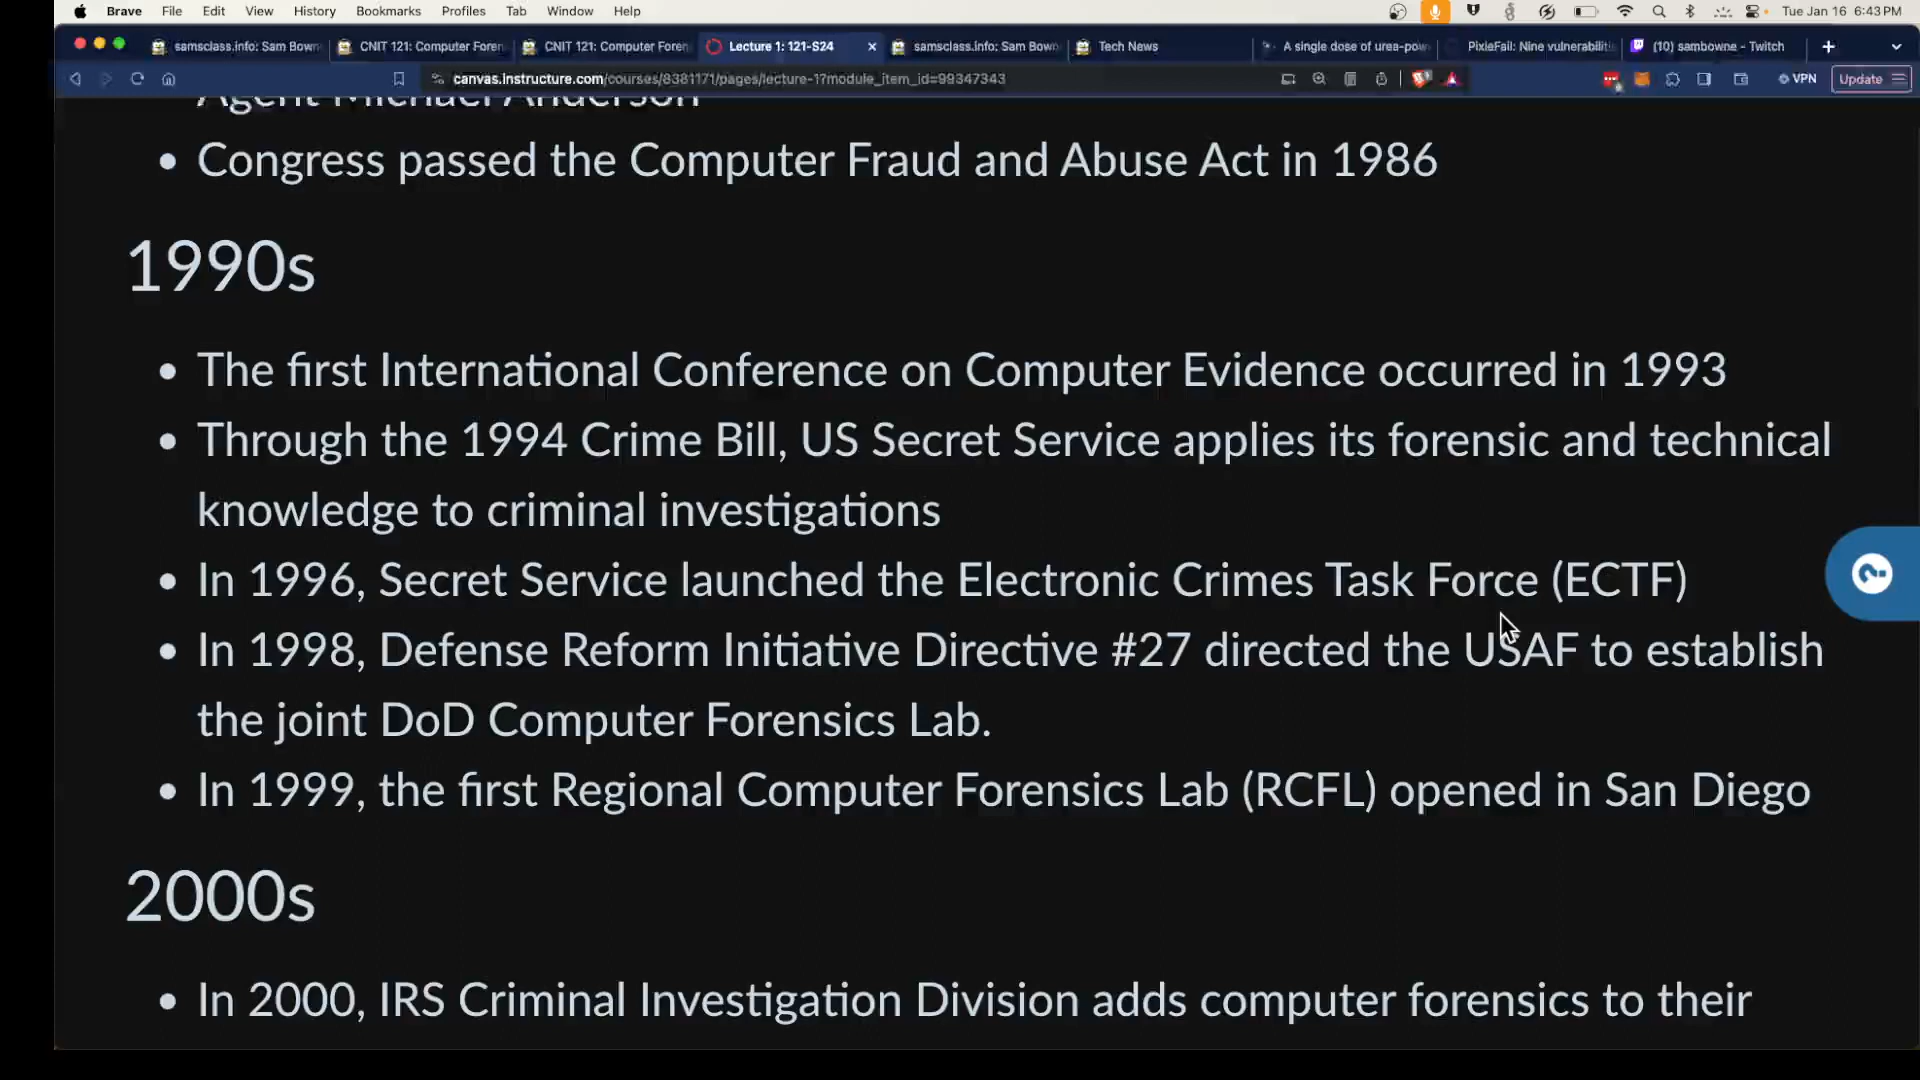 Brave File Edit View History Bookmarks Profiles Tab Window Help Tue Jan 16 6:43 PM
samsclass.info: Sam Bown CNIT 121: Computer Foren CNIT 121: Computer Foren Lecture 1: 121-S24 samsclass.info: Sam Bown Tech News A single dose of urea-pow PixieFail: Nine vulnerabiliti (10) sambowne - Twitch
canvas.instructure.com/courses/8381171/pages/lecture-1?module_item_id=99347343 VPN Update
Agent Michael Anderson
• Congress passed the Computer Fraud and Abuse Act in 1986
1990s
• The first International Conference on Computer Evidence occurred in 1993
• Through the 1994 Crime Bill, US Secret Service applies its forensic and technical
knowledge to criminal investigations
• In 1996, Secret Service launched the Electronic Crimes Task Force (ECTF)
• In 1998, Defense Reform Initiative Directive #27 directed the USAF to establish
the joint DoD Computer Forensics Lab.
• In 1999, the first Regional Computer Forensics Lab (RCFL) opened in San Diego
2000s
• In 2000, IRS Criminal Investigation Division adds computer forensics to their